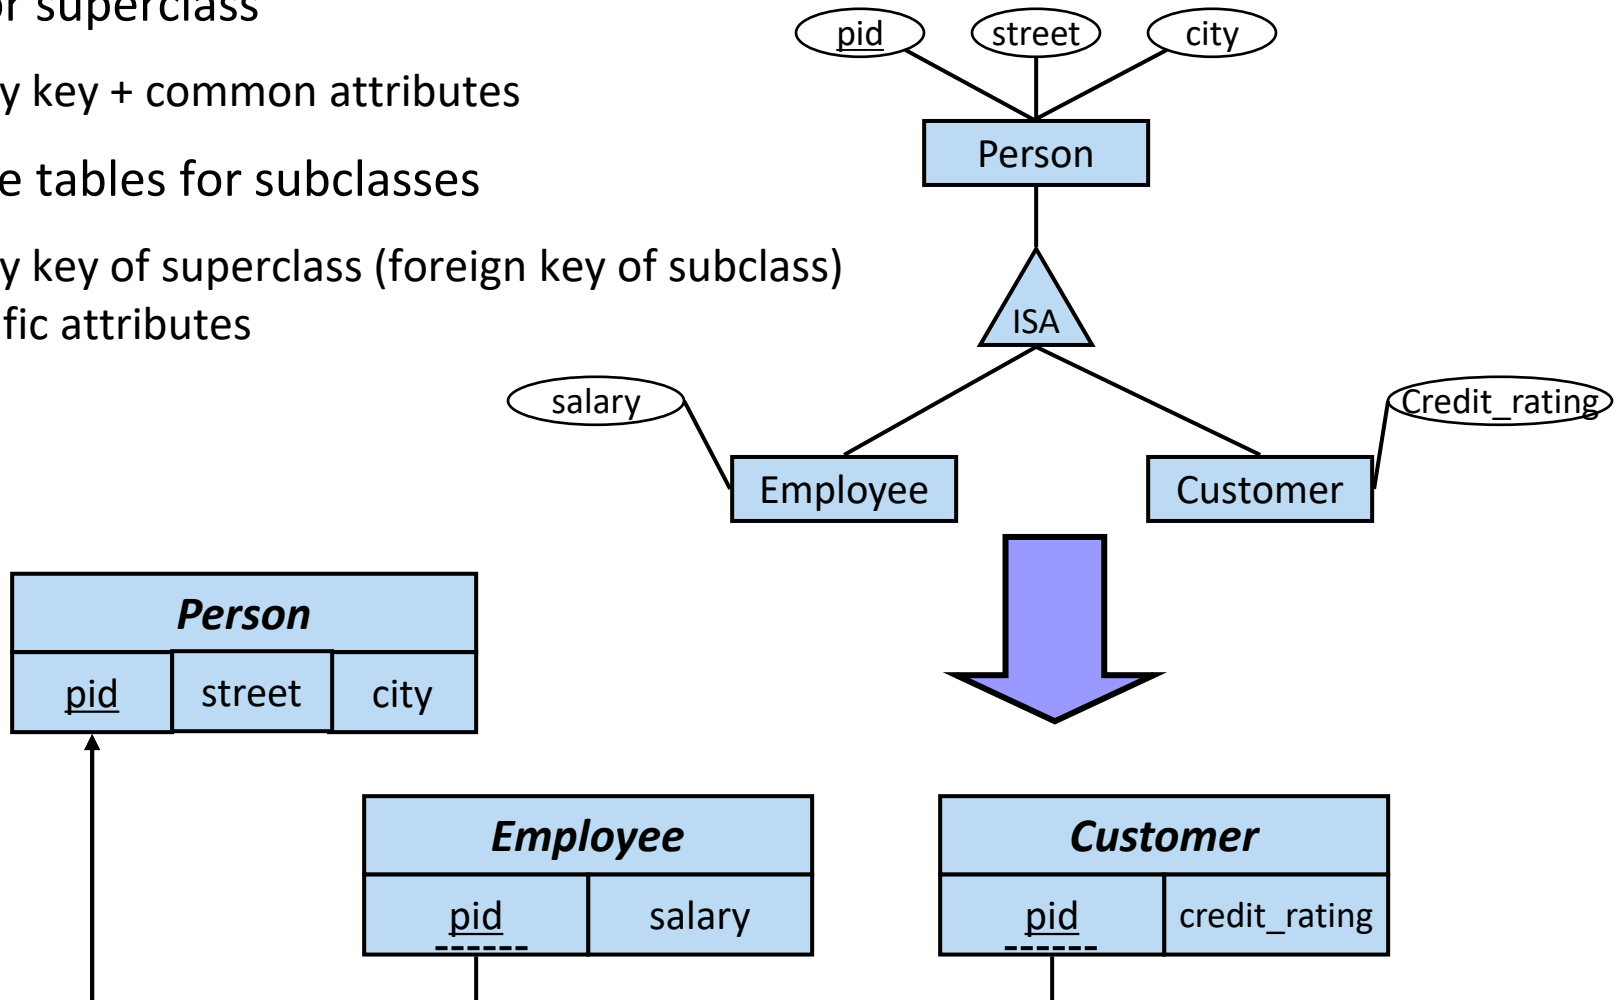 or superclass
y key + common attributes
e tables for subclasses
y key of superclass (foreign key of subclass)
fic attributes
pid street city
Person
ISA
salary Credit_rating
Employee Customer
Person
pid street city
Employee Customer
pid salary pid credit_rating